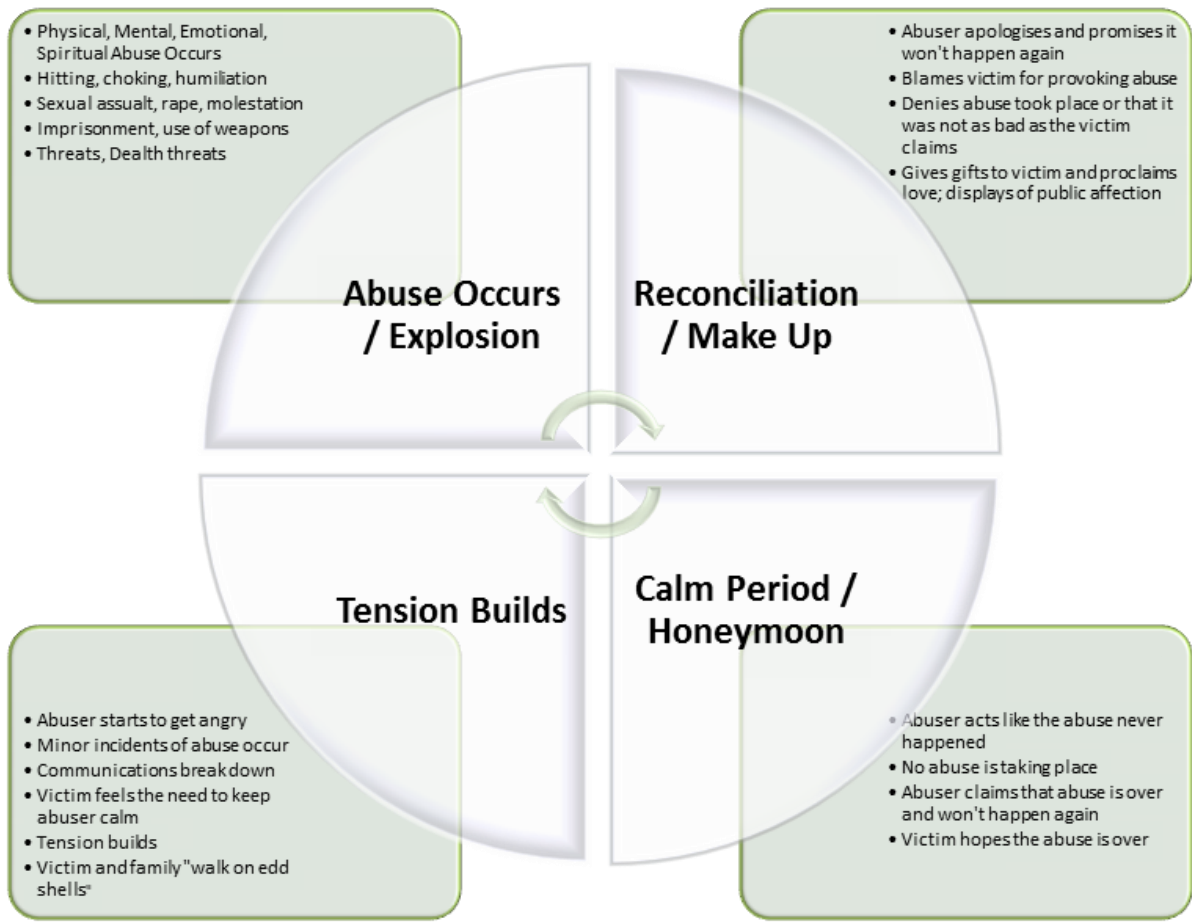 • Physical, Mental, Emotional,
Spiritual Abuse Occurs
• Hitting, choking, humiliation
• Sexual assualt, rape, molestation
• Imprisonment, use of weapons
• Threats, Dealth threats
• Abuser apologises and promises it
won't happen again
• Blames victim for provoking abuse
• Denies abuse took place or that it
was not as bad as the victim
claims
• Gives gifts to victim and proclaims
love; displays of public affection
Abuse Occurs
/ Explosion
Reconciliation
/ Make Up
Tension Builds
Calm Period /
Honeymoon
• Abuser starts to get angry
• Minor incidents of abuse occur
• Communications break down
• Victim feels the need to keep
abuser calm
• Tension builds
• Victim and family "walk on edd
shells"
• Abuser acts like the abuse never
happened
• No abuse is taking place
• Abuser claims that abuse is over
and won't happen again
• Victim hopes the abuse is over